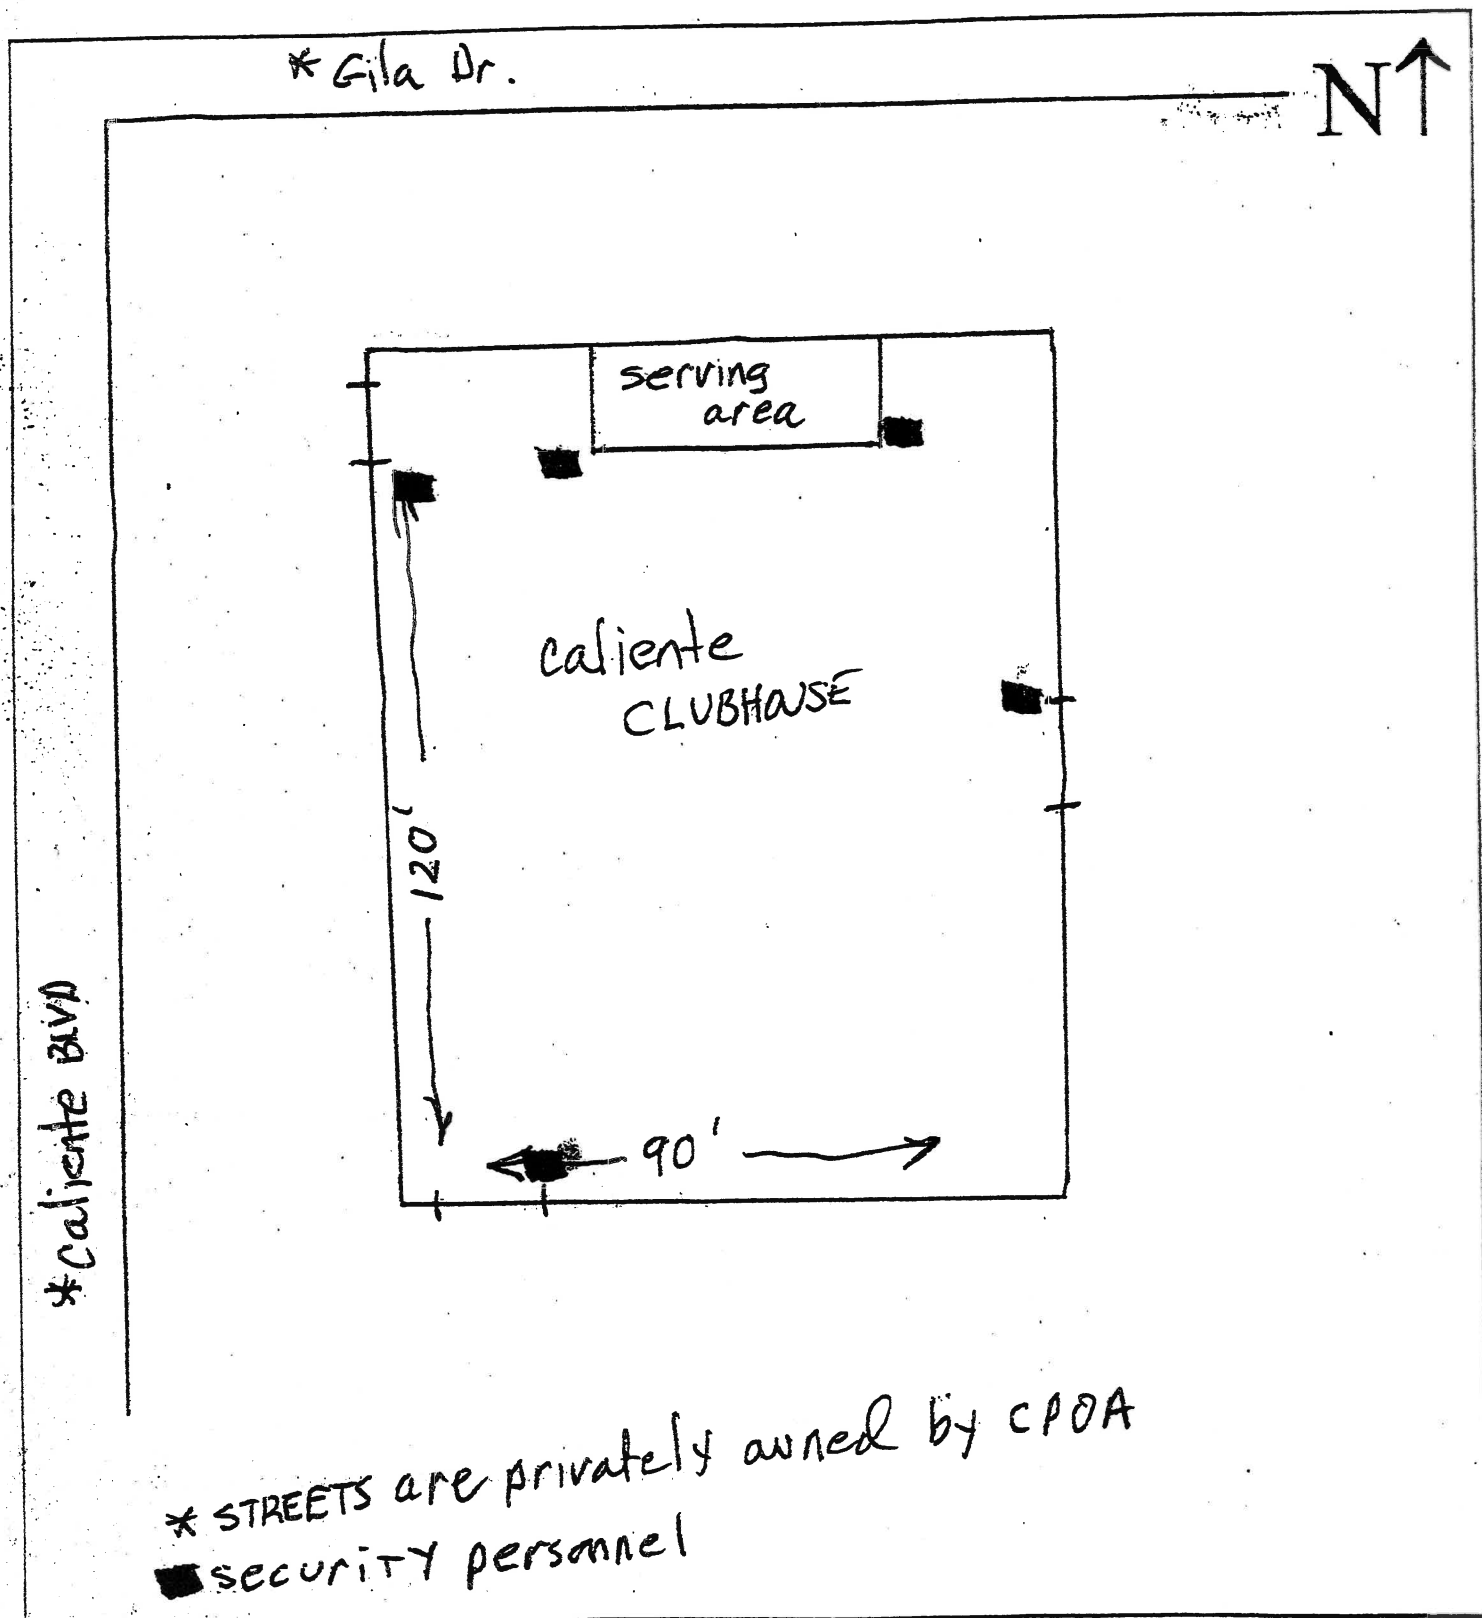 * Gila Dr.
N↑
serving
area
caliente
CLUBHOUSE
120'
90'
*Caliente BLVD
* STREETS are privately owned by CPOA
■ security personnel